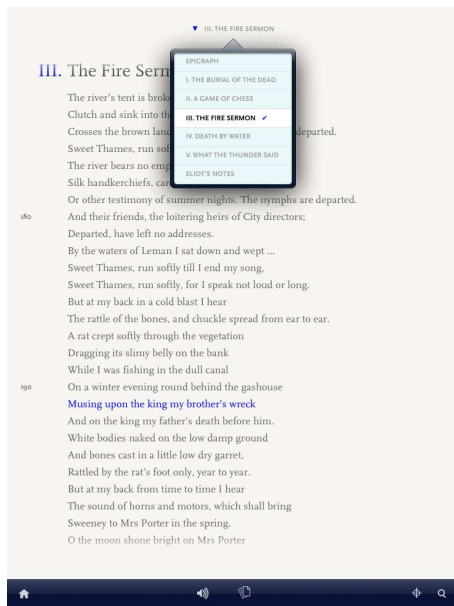 ▼ III. THE FIRE SERMON
EPIGRAPH
I. THE BURIAL OF THE DEAD
II. A GAME OF CHESS
III. THE FIRE SERMON ✔
IV. DEATH BY WATER
V. WHAT THE THUNDER SAID
ELIOT'S NOTES
III. The Fire
The river's tent is
Clutch and sink into
Crosses the brown departed.
Sweet Thames, run
The river bears no
Silk handkerchiefs,
Or other testimony of summer nights. The nymphs are departed.
180 And their friends, the loitering heirs of City directors;
Departed, have left no addresses.
By the waters of Leman I sat down and wept ...
Sweet Thames, run softly till I end my song,
Sweet Thames, run softly, for I speak not loud or long.
But at my back in a cold blast I hear
The rattle of the bones, and chuckle spread from ear to ear.
A rat crept softly through the vegetation
Dragging its slimy belly on the bank
While I was fishing in the dull canal
190 On a winter evening round behind the gashouse
Musing upon the king my brother's wreck
And on the king my father's death before him.
White bodies naked on the low damp ground
And bones cast in a little low dry garret,
Rattled by the rat's foot only, year to year.
But at my back from time to time I hear
The sound of horns and motors, which shall bring
Sweeney to Mrs Porter in the spring.
O the moon shone bright on Mrs Porter